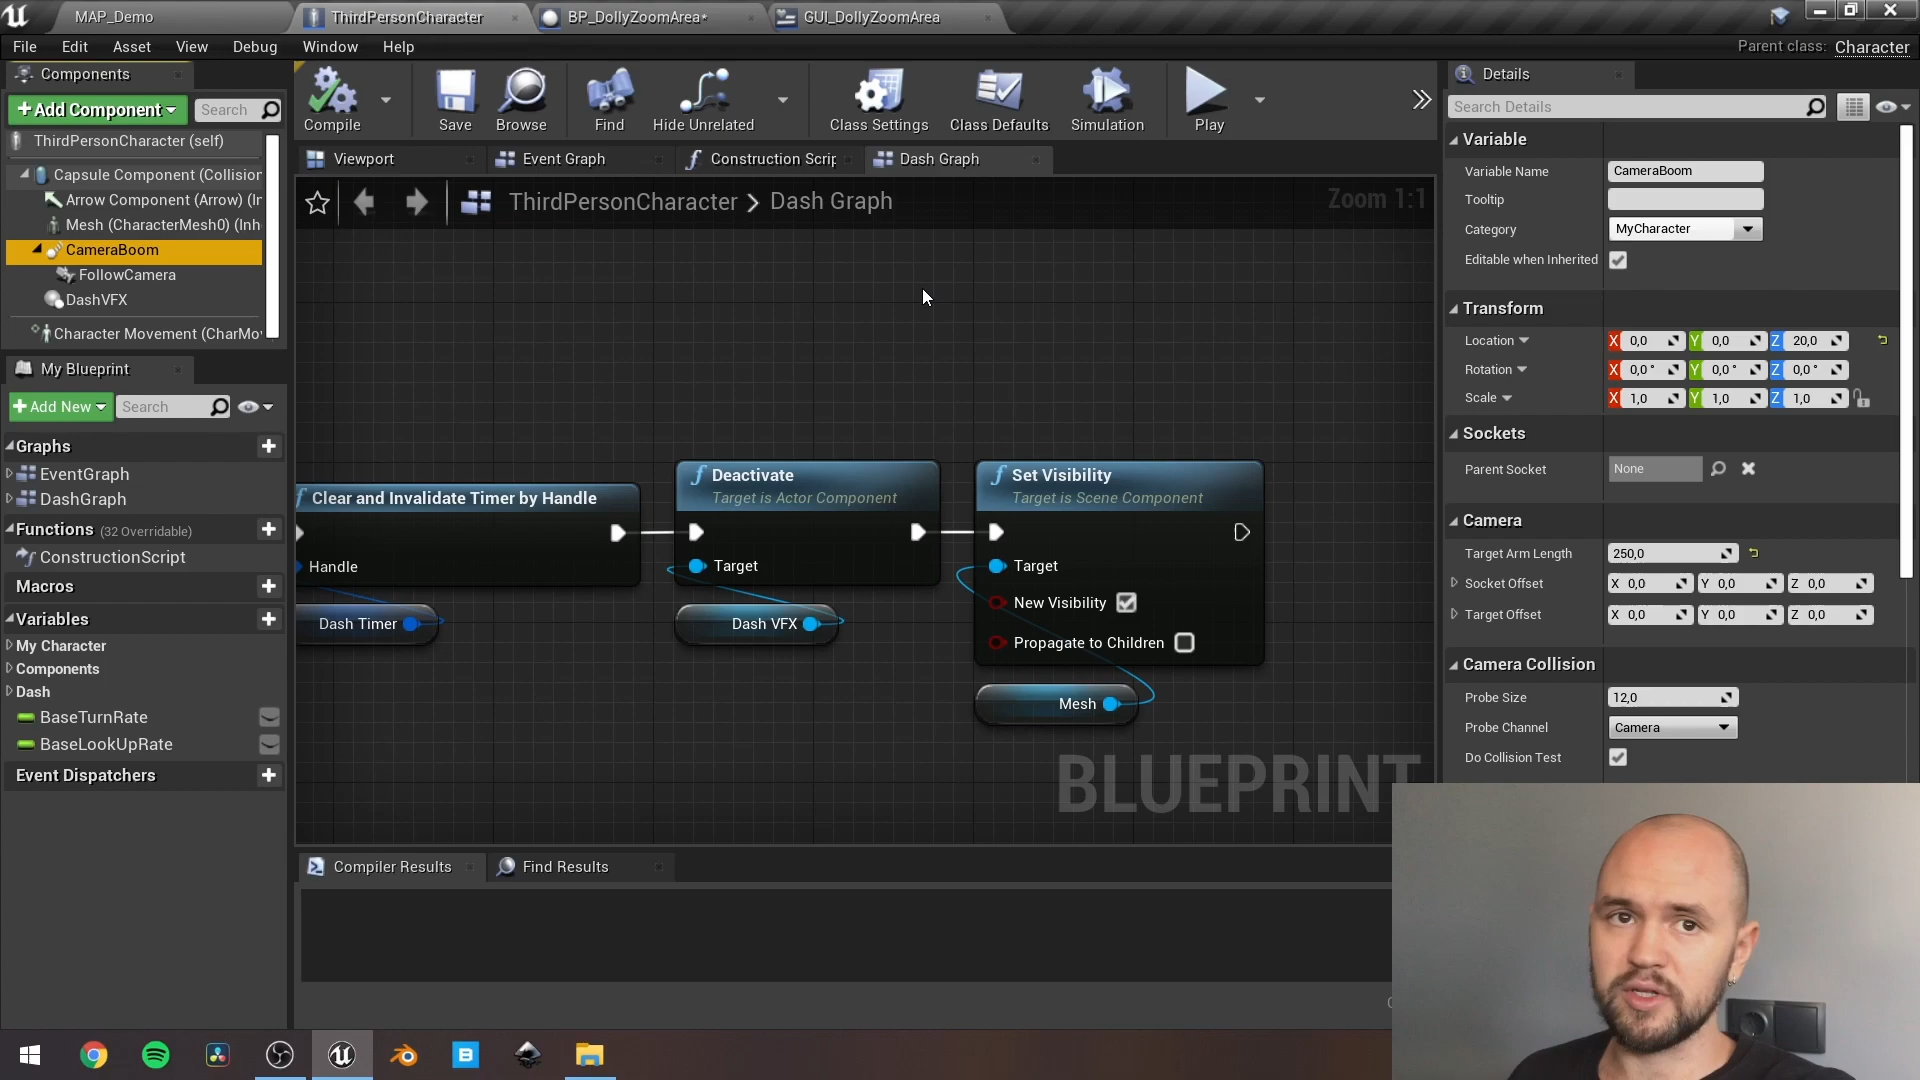 MAP_Demo
ThirdPersonCharacter
BP_DollyZoomArea*
GUI_DollyZoomArea
File Edit Asset View Debug Window Help
Parent class: Character
Components
+Add Component
Search
ThirdPersonCharacter (self)
Capsule Component (Collision
Arrow Component (Arrow) (Ir
Mesh (CharacterMesh0) (Inh
CameraBoom
FollowCamera
DashVFX
Character Movement (CharMo
My Blueprint
+Add New
Search
Graphs
EventGraph
DashGraph
Functions (32 Overridable)
ConstructionScript
Macros
Variables
My Character
Components
Dash
BaseTurnRate
BaseLookUpRate
Event Dispatchers
Compile
Save
Browse
Find
Hide Unrelated
Class Settings
Class Defaults
Simulation
Play
Viewport
Event Graph
Construction Scrip
Dash Graph
ThirdPersonCharacter > Dash Graph
Zoom 1:1
Clear and Invalidate Timer by Handle
Handle
Dash Timer
Deactivate
Target is Actor Component
Target
Dash VFX
Set Visibility
Target is Scene Component
Target
New Visibility
Propagate to Children
Mesh
BLUEPRINT
Compiler Results
Find Results
Details
Search Details
Variable
Variable Name CameraBoom
Tooltip
Category MyCharacter
Editable when Inherited
Transform
Location X 0,0 Y 0,0 Z 20,0
Rotation X 0,0 ° Y 0,0 ° Z 0,0 °
Scale X 1,0 Y 1,0 Z 1,0
Sockets
Parent Socket None
Camera
Target Arm Length 250,0
Socket Offset X 0,0 Y 0,0 Z 0,0
Target Offset X 0,0 Y 0,0 Z 0,0
Camera Collision
Probe Size 12,0
Probe Channel Camera
Do Collision Test